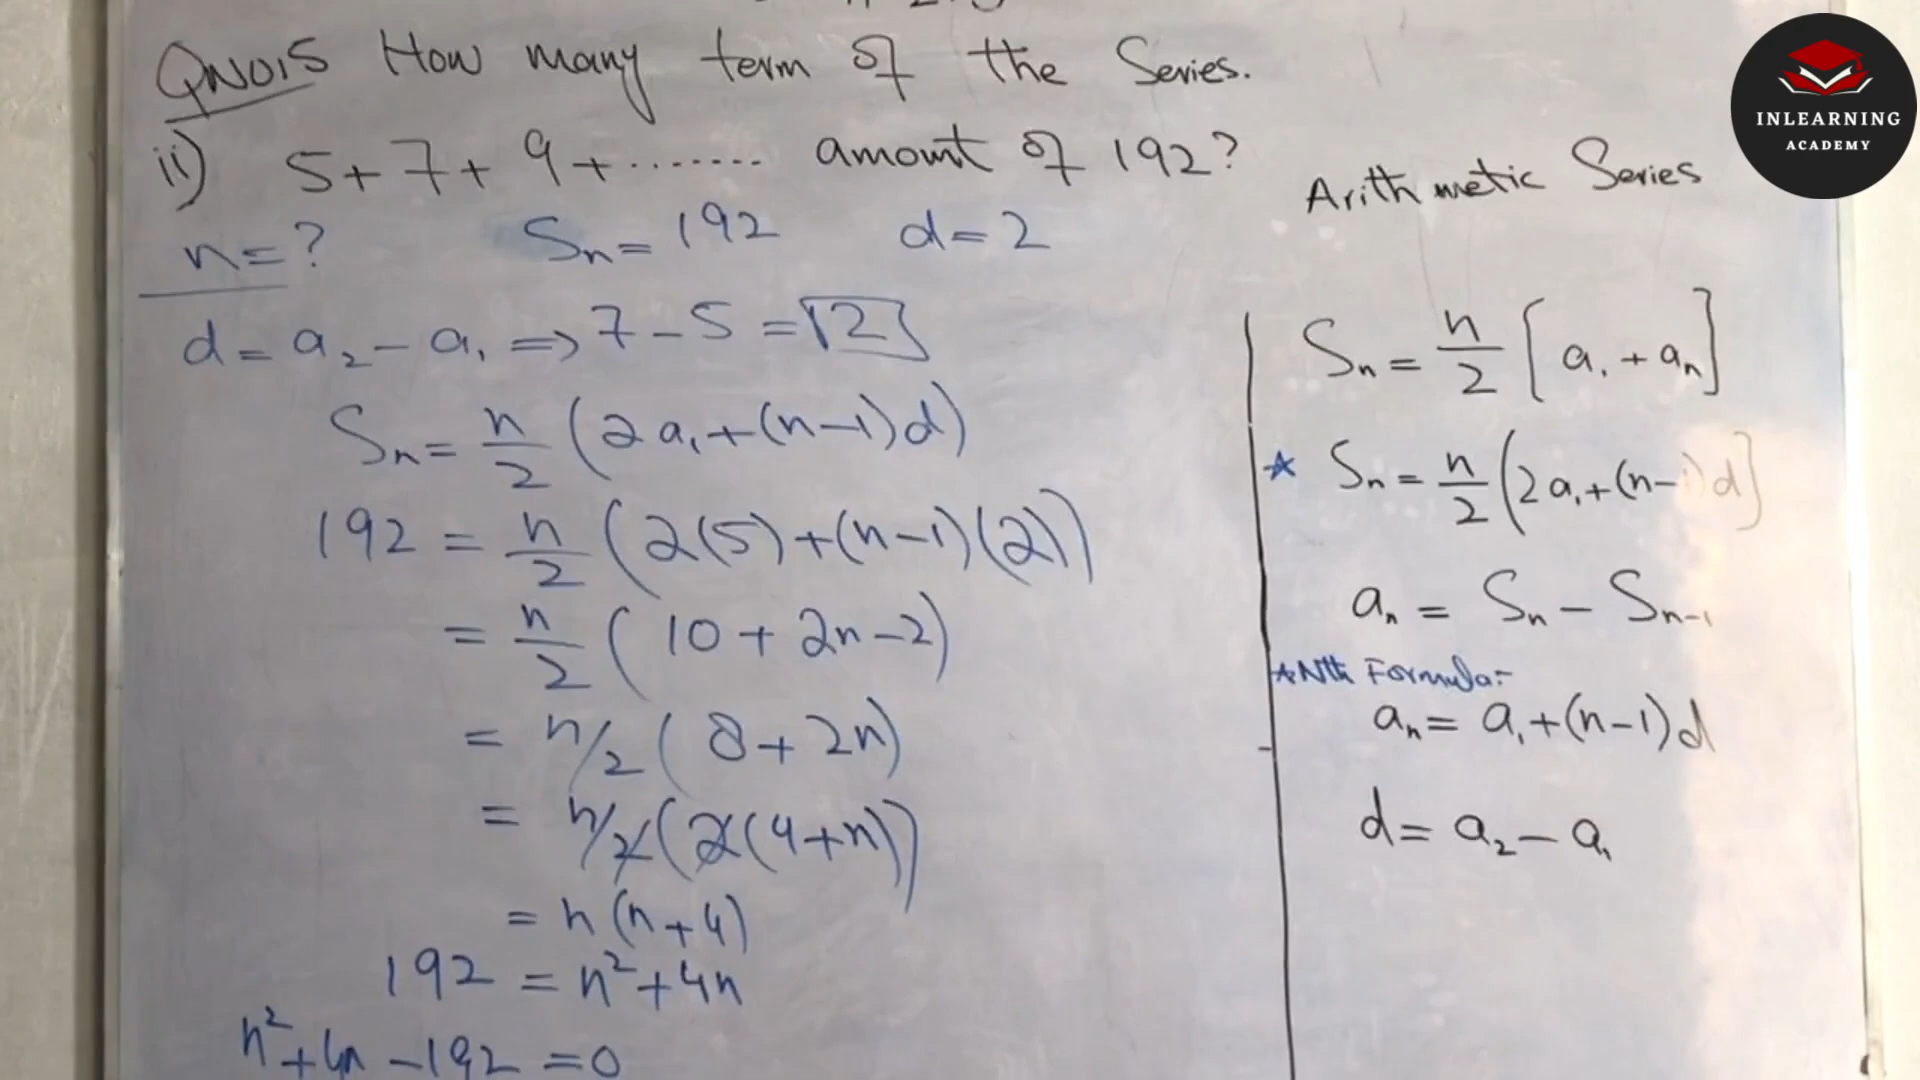 QNO15 How many term of the Series.
ii) 5+7+9+........ amount of 192?
n=? Sn=192 d=2
d=a₂-a₁⇒7-5=2
Sn=n/2(2a₁+(n-1)d)
192=n/2(2(5)+(n-1)(2))
=n/2(10+2n-2)
=n/2(8+2n)
=n/2(2(4+n))
=n(n+4)
192=n²+4n
n²+4n-192=0
Arithmetic Series
Sn=n/2[a₁+an]
★ Sn=n/2(2a₁+(n-1)d]
an=Sn-Sn-1
★Nth Formula:-
an=a₁+(n-1)d
d=a₂-a₁
INLEARNING
ACADEMY